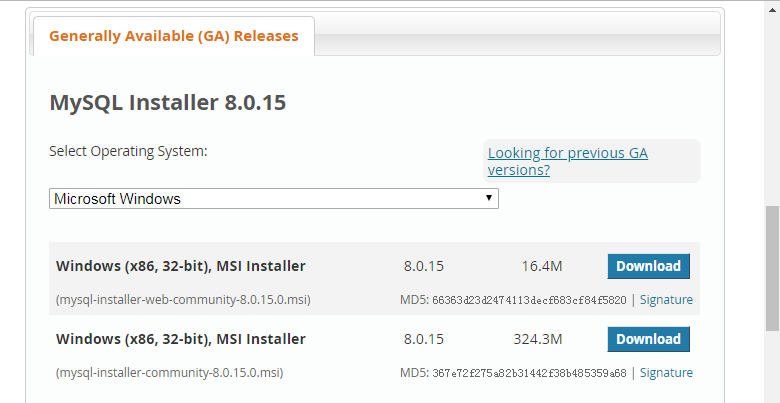 Generally Available (GA) Releases
MySQL Installer 8.0.15
Select Operating System:
Looking for previous GA
versions?
Microsoft Windows
Windows (x86, 32-bit), MSI Installer 8.0.15 16.4M Download
(mysql-installer-web-community-8.0.15.0.msi) MD5: 66363d23d2474113decf683cf84f5820 | Signature
Windows (x86, 32-bit), MSI Installer 8.0.15 324.3M Download
(mysql-installer-community-8.0.15.0.msi) MD5: 367e72f275a82b31442f38b485359a68 | Signature